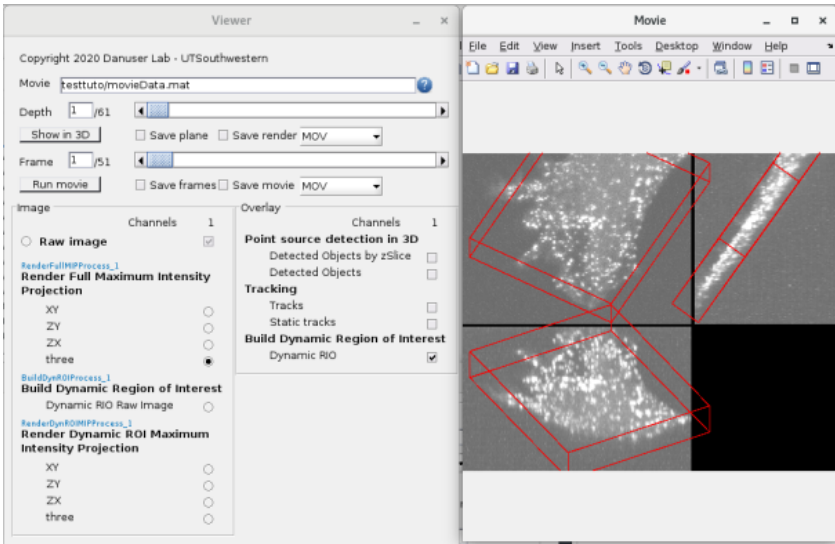 Viewer
Copyright 2020 Danuser Lab - UTSouthwestern
Movie testtuto/movieData.mat ?
Depth 1 /61
Show in 3D Save plane Save render MOV
Frame 1 /51
Run movie Save frames Save movie MOV
Image
Channels 1
Raw image
RenderFullMIPProcess_1
Render Full Maximum Intensity
Projection
XY
ZY
ZX
three
BuildDynROIProcess_1
Build Dynamic Region of Interest
Dynamic RIO Raw Image
RenderDynROIMIPProcess_1
Render Dynamic ROI Maximum
Intensity Projection
XY
ZY
ZX
three
Overlay
Channels 1
Point source detection in 3D
Detected Objects by zSlice
Detected Objects
Tracking
Tracks
Static tracks
Build Dynamic Region of Interest
Dynamic RIO
Movie
File Edit View Insert Tools Desktop Window Help